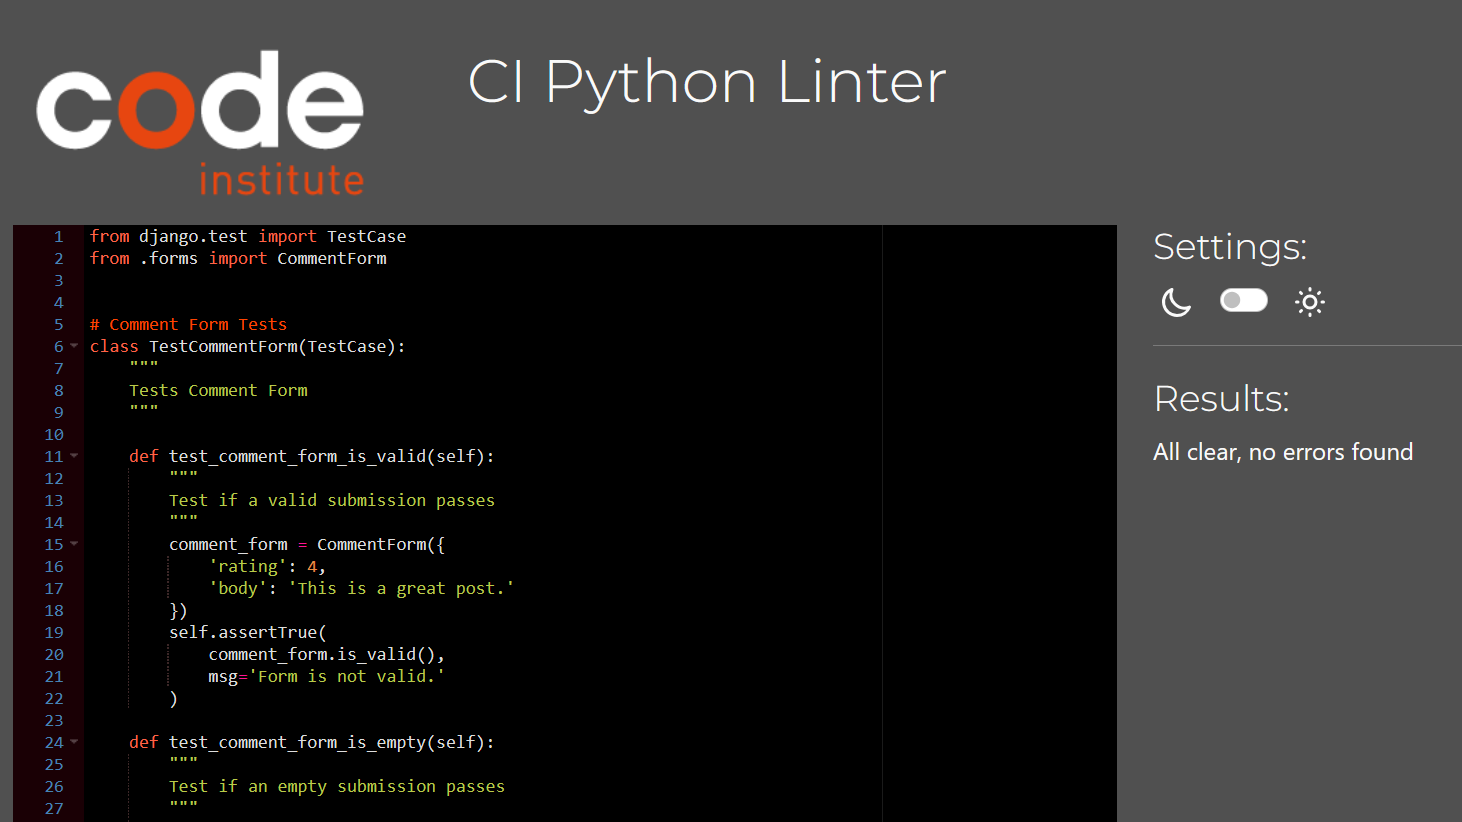 code
institute
CI Python Linter
1 from django.test import TestCase
2 from .forms import CommentForm
3
4
5 # Comment Form Tests
6 class TestCommentForm(TestCase):
7     """
8     Tests Comment Form
9     """
10
11     def test_comment_form_is_valid(self):
12         """
13         Test if a valid submission passes
14         """
15         comment_form = CommentForm({
16             'rating': 4,
17             'body': 'This is a great post.'
18         })
19         self.assertTrue(
20             comment_form.is_valid(),
21             msg='Form is not valid.'
22         )
23
24     def test_comment_form_is_empty(self):
25         """
26         Test if an empty submission passes
27         """
Settings:
Results:
All clear, no errors found